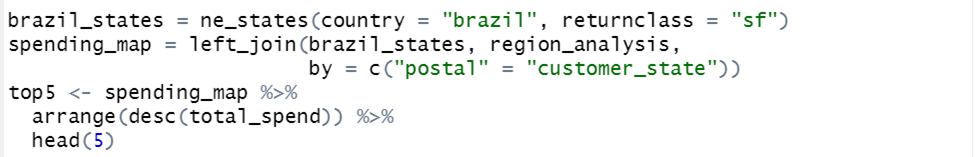 brazil_states = ne_states(country = "brazil", returnclass = "sf")
spending_map = left_join(brazil_states, region_analysis,
                         by = c("postal" = "customer_state"))
top5 <- spending_map %>%
  arrange(desc(total_spend)) %>%
  head(5)